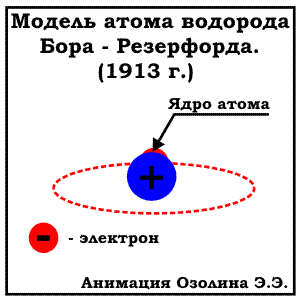 Модель атома водорода
Бора - Резерфорда.
(1913 г.)
Ядро атома
+
- - электрон
Анимация Озолина Э.Э.